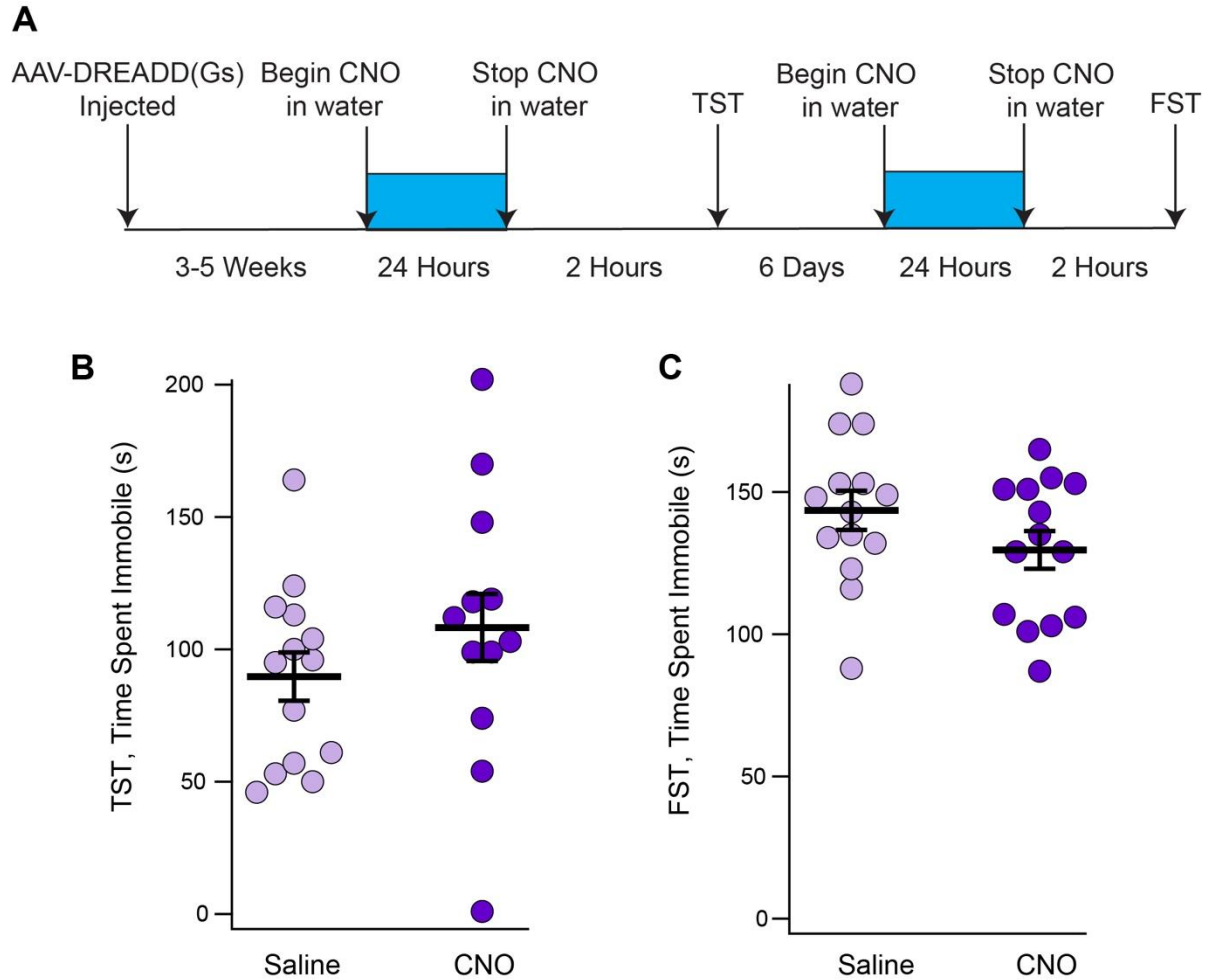 A
AAV-DREADD(Gs)
Injected
Begin CNO
in water
Stop CNO
in water
TST
Begin CNO
in water
Stop CNO
in water
FST
3-5 Weeks
24 Hours
2 Hours
6 Days
24 Hours
2 Hours
B
TST, Time Spent Immobile (s)
200
150
100
50
0
Saline
CNO
C
FST, Time Spent Immobile (s)
150
100
50
0
Saline
CNO